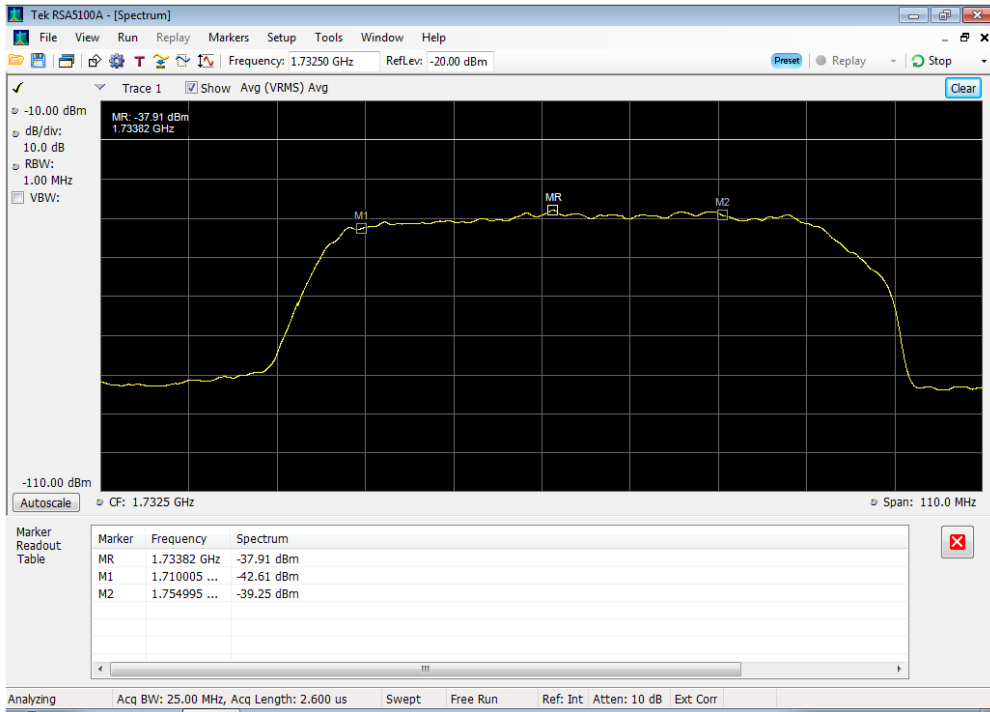 Tek RSA5100A - [Spectrum]
File View Run Replay Markers Setup Tools Window Help
T Frequency: 1.73250 GHz RefLev: -20.00 dBm Preset Replay Stop
Trace 1 Show Avg (VRMS) Avg Clear
-10.00 dBm
dB/div:
10.0 dB
RBW:
1.00 MHz
VBW:
MR: -37.91 dBm
1.73382 GHz
MR
M2
M1
-110.00 dBm
Autoscale CF: 1.7325 GHz Span: 110.0 MHz
Marker
Readout
Table
Marker Frequency Spectrum
MR 1.73382 GHz -37.91 dBm
M1 1.710005 ... -42.61 dBm
M2 1.754995 ... -39.25 dBm
Analyzing Acq BW: 25.00 MHz, Acq Length: 2.600 us Swept Free Run Ref: Int Atten: 10 dB Ext Corr